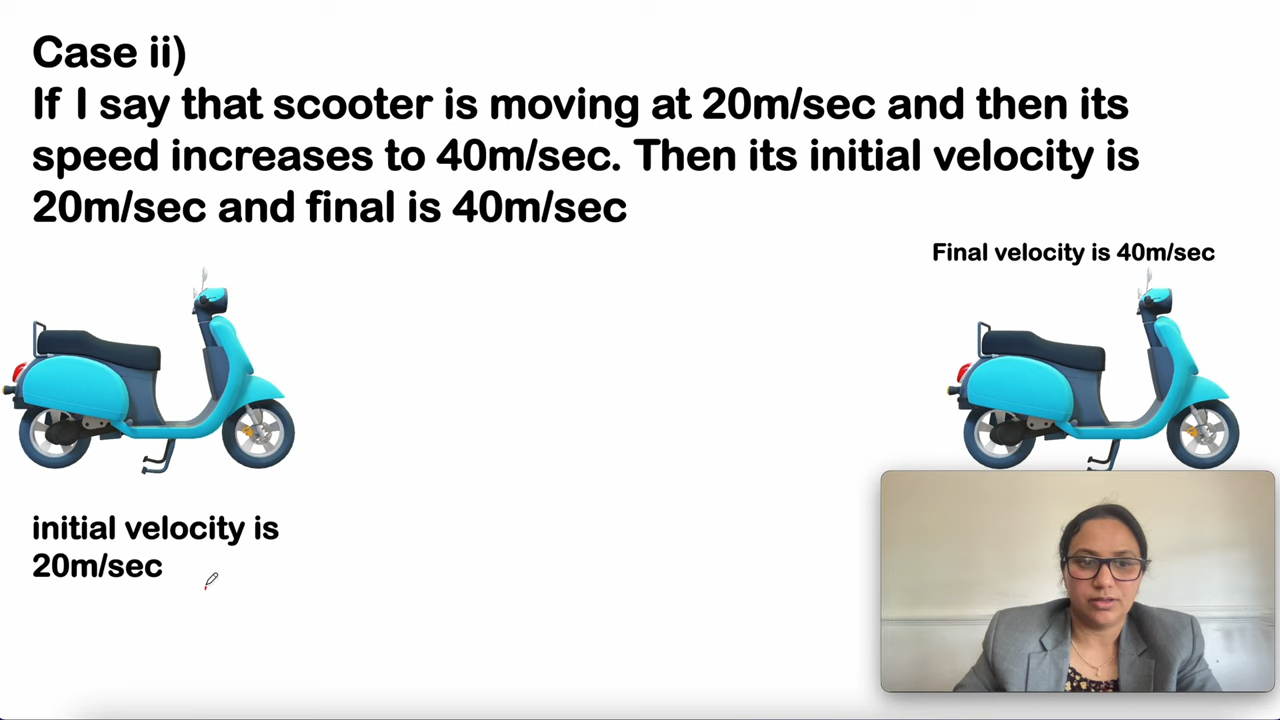 Case ii)
If I say that scooter is moving at 20m/sec and then its
speed increases to 40m/sec. Then its initial velocity is
20m/sec and final is 40m/sec
Final velocity is 40m/sec
initial velocity is
20m/sec